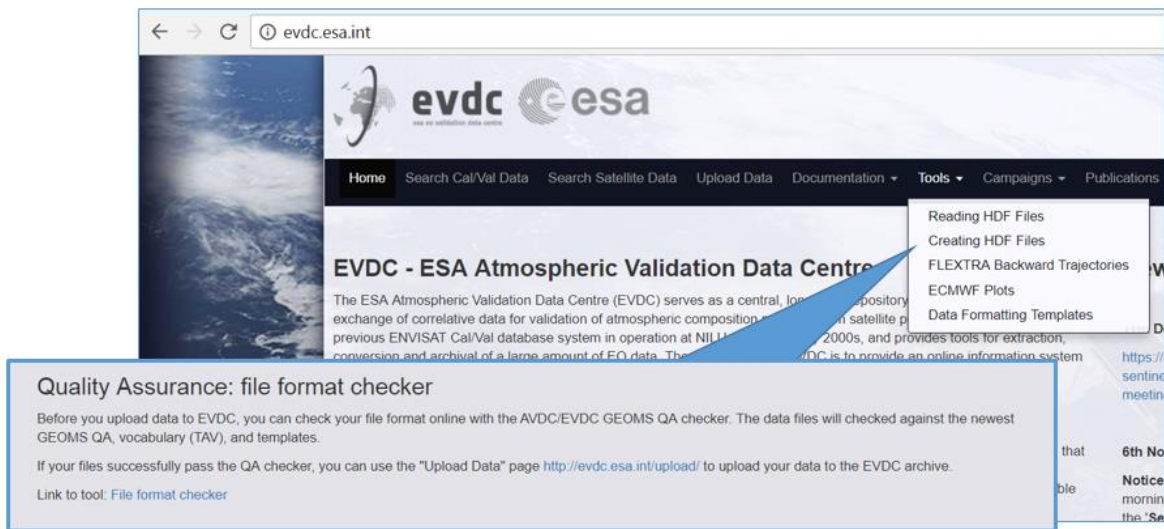 evdc.esa.int
evdc esa
Home Search Cal/Val Data Search Satellite Data Upload Data Documentation Tools Campaigns Publications
Reading HDF Files
Creating HDF Files
FLEXTRA Backward Trajectories
ECMWF Plots
Data Formatting Templates
EVDC - ESA Atmospheric Validation Data Centre
The ESA Atmospheric Validation Data Centre (EVDC) serves as a central,
exchange of correlative data for validation of atmospheric composition satellite
previous ENVISAT Cal/Val database system in operation at 2000s, and provides tools for extraction,
conversion and archival of a large amount of EO data. is to provide an online information system
Quality Assurance: file format checker
Before you upload data to EVDC, you can check your file format online with the AVDC/EVDC GEOMS QA checker. The data files will checked against the newest
GEOMS QA, vocabulary (TAV), and templates.
If your files successfully pass the QA checker, you can use the "Upload Data" page http://evdc.esa.int/upload/ to upload your data to the EVDC archive.
Link to tool: File format checker
that
https://
6th No
Notice
the 'Se